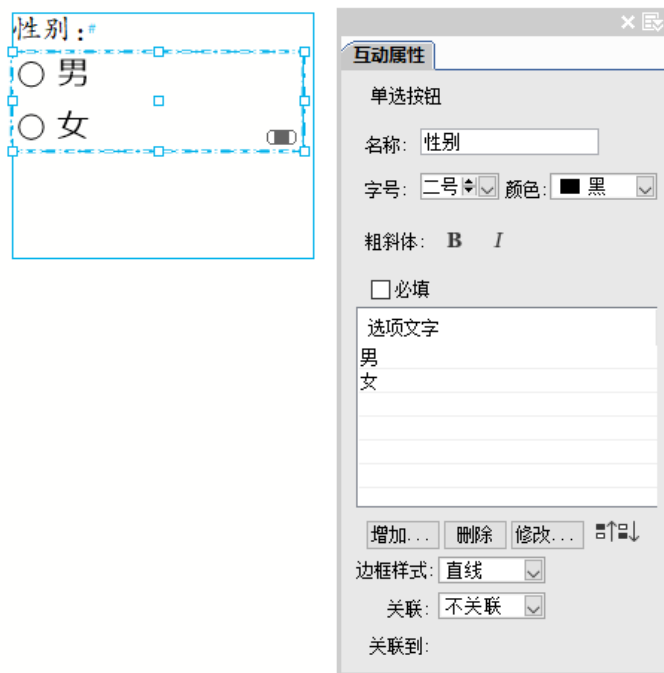 性别：#
男
女
互动属性
单选按钮
名称： 性别
字号： 二号 颜色： 黑
粗斜体： B I
必填
选项文字
男
女
增加... 删除 修改...
边框样式： 直线
关联： 不关联
关联到：